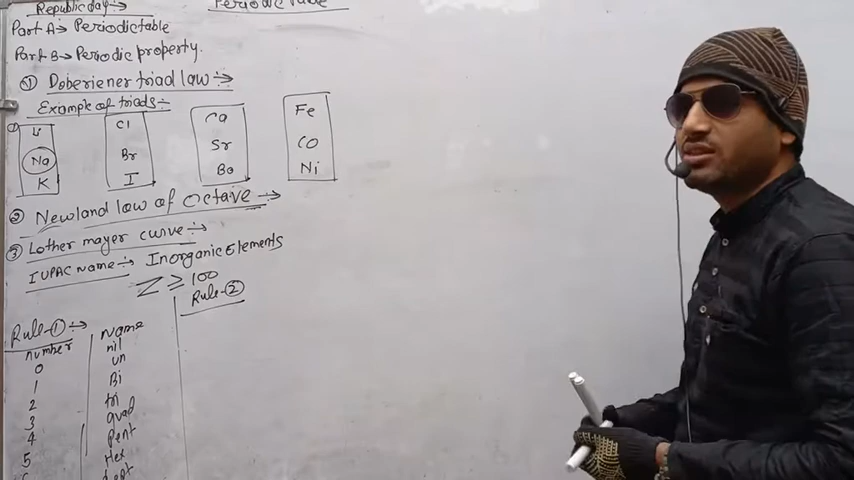 Republic day →
Periodic Table
Part A → Periodictable
Part B → Periodic property.
① Doberiener triad law ÷→
Example of triads ÷
① Li Cl Ca Fe
Na Br Sr CO
K I Ba Ni
② Newland law of Octave ÷→
③ Lother mayer curve ÷→
IUPAC Name ÷→ Inorganic Elements
Z ≥ 100
Rule-① ÷→ Rule-②
number Name
0 nil
1 un
2 Bi
3 tri
4 quad
5 Pent
Hex